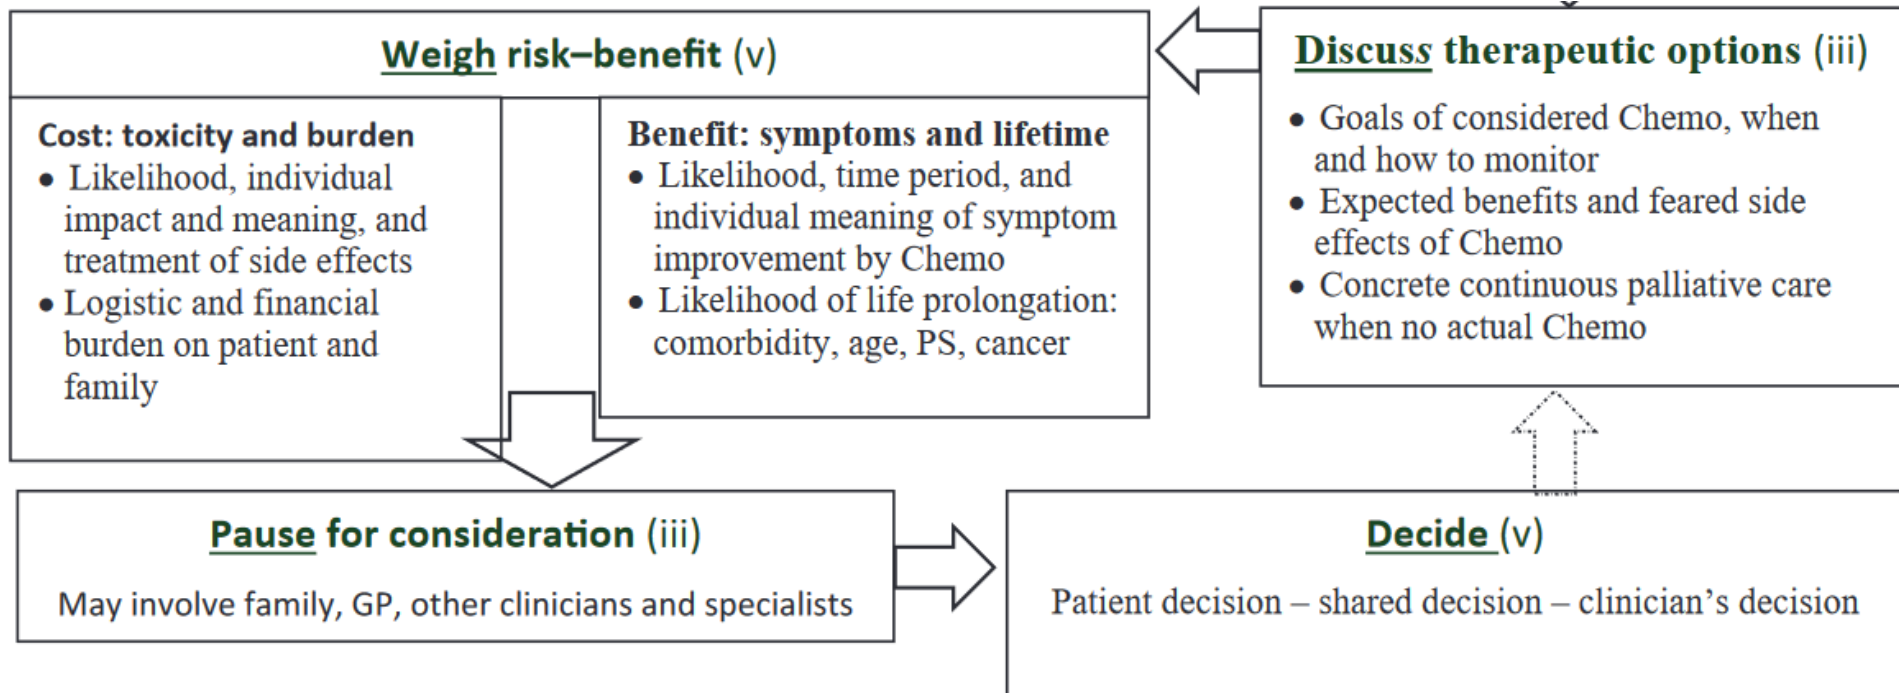 Weigh risk–benefit (v)
Cost: toxicity and burden
• Likelihood, individual
impact and meaning, and
treatment of side effects
• Logistic and financial
burden on patient and
family
Benefit: symptoms and lifetime
• Likelihood, time period, and
individual meaning of symptom
improvement by Chemo
• Likelihood of life prolongation:
comorbidity, age, PS, cancer
Discuss therapeutic options (iii)
• Goals of considered Chemo, when
and how to monitor
• Expected benefits and feared side
effects of Chemo
• Concrete continuous palliative care
when no actual Chemo
Pause for consideration (iii)
May involve family, GP, other clinicians and specialists
Decide (v)
Patient decision – shared decision – clinician’s decision